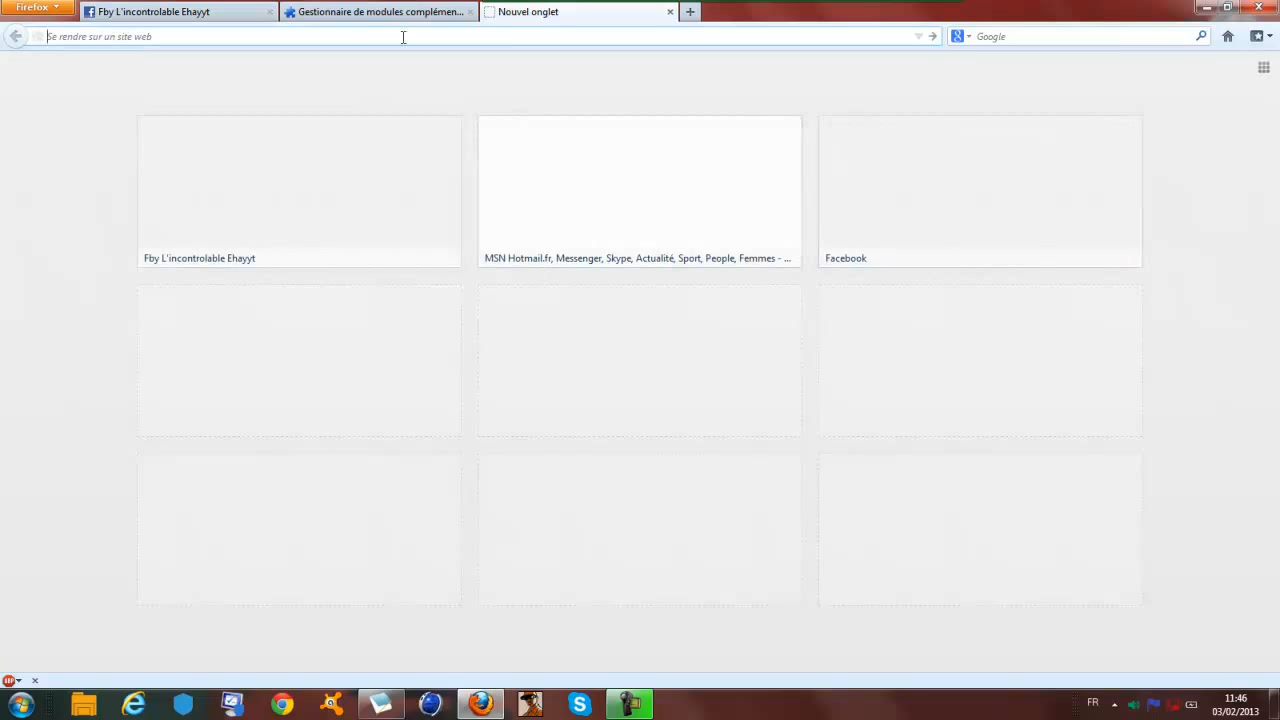 Firefox
Fby L'incontrolable Ehayyt
Gestionnaire de modules complémen...
Nouvel onglet
Se rendre sur un site web
Google
Fby L'incontrolable Ehayyt
MSN Hotmail.fr, Messenger, Skype, Actualité, Sport, People, Femmes - ...
Facebook
FR
11:46
03/02/2013